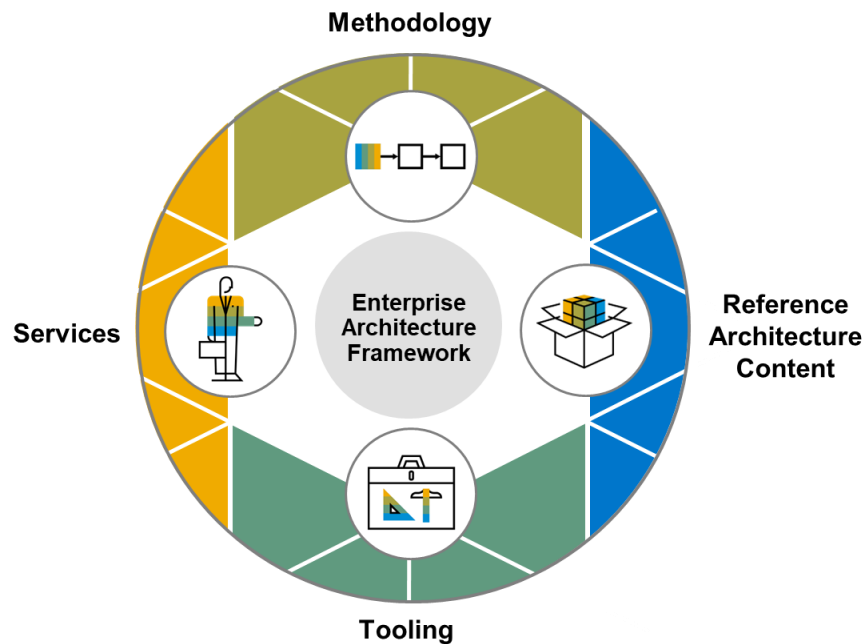 Methodology
Services
Enterprise
Architecture
Framework
Reference
Architecture
Content
Tooling